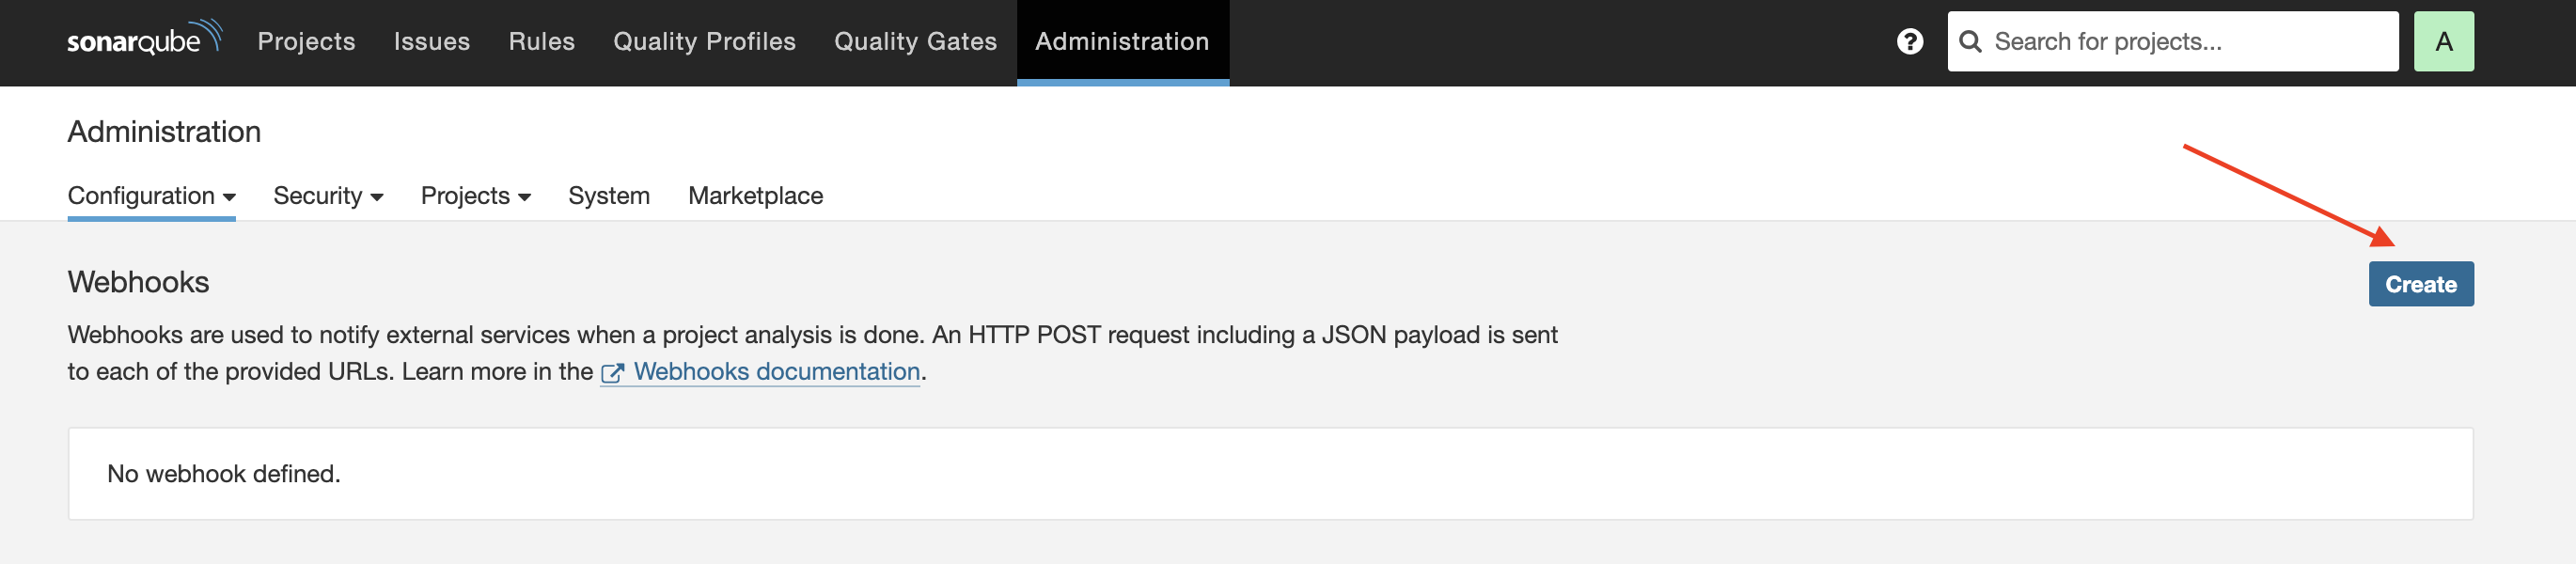 sonarqube Projects Issues Rules Quality Profiles Quality Gates Administration ? Search for projects... A
Administration
Configuration Security Projects System Marketplace
Webhooks
Create
Webhooks are used to notify external services when a project analysis is done. An HTTP POST request including a JSON payload is sent
to each of the provided URLs. Learn more in the Webhooks documentation.
No webhook defined.